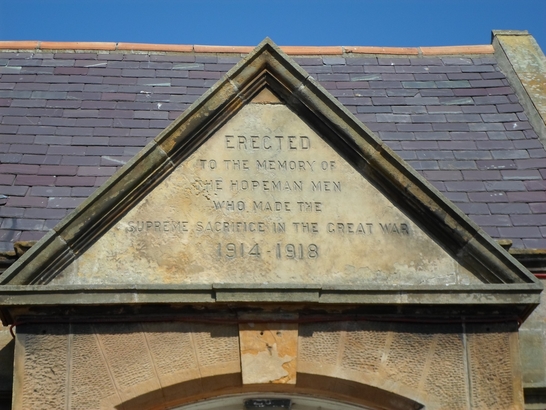 ERECTED
TO THE MEMORY OF
THE HOPEMAN MEN
WHO MADE THE
SUPREME SACRIFICE IN THE GREAT WAR
1914-1918